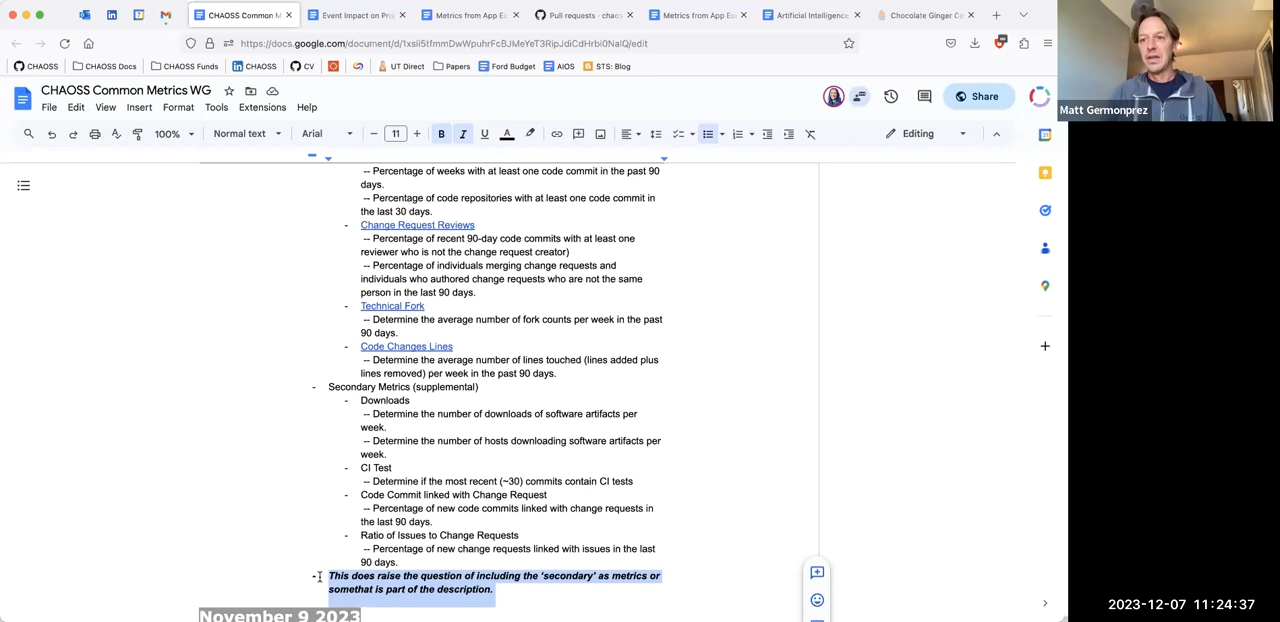 CHAOSS Common M
Event Impact on Pro
Metrics from App Ec
Pull requests · chaos
Metrics from App Eco
Artificial Intelligence
Chocolate Ginger Co
https://docs.google.com/document/d/1xsii5tfmmDwWpuhrFcBJMeYeT3RipJdiCdHrbi0NalQ/edit
CHAOSS
CHAOSS Docs
CHAOSS Funds
CHAOSS
CV
UT Direct
Papers
Ford Budget
AIOS
STS: Blog
CHAOSS Common Metrics WG
File Edit View Insert Format Tools Extensions Help
Share
100%
Normal text
Arial
11
B I U A
Editing
-- Percentage of weeks with at least one code commit in the past 90
days.
-- Percentage of code repositories with at least one code commit in
the last 30 days.
- Change Request Reviews
-- Percentage of recent 90-day code commits with at least one
reviewer who is not the change request creator)
-- Percentage of individuals merging change requests and
individuals who authored change requests who are not the same
person in the last 90 days.
- Technical Fork
-- Determine the average number of fork counts per week in the past
90 days.
- Code Changes Lines
-- Determine the average number of lines touched (lines added plus
lines removed) per week in the past 90 days.
- Secondary Metrics (supplemental)
- Downloads
-- Determine the number of downloads of software artifacts per
week.
-- Determine the number of hosts downloading software artifacts per
week.
- CI Test
-- Determine if the most recent (~30) commits contain CI tests
- Code Commit linked with Change Request
-- Percentage of new code commits linked with change requests in
the last 90 days.
- Ratio of Issues to Change Requests
-- Percentage of new change requests linked with issues in the last
90 days.
- This does raise the question of including the ‘secondary’ as metrics or
somethat is part of the description.
November 9 2023
Matt Germonprez
2023-12-07 11:24:37